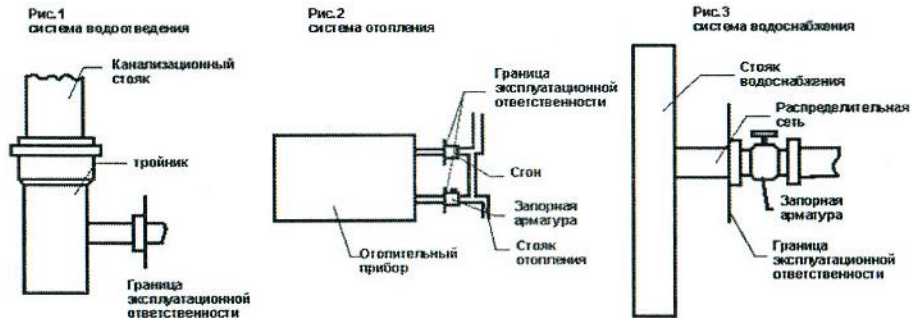 Рис.1
система водоотведения
Канализационный
стояк
тройник
Граница
эксплуатационной
ответственности
Рис.2
система отопления
Граница
эксплуатационной
ответственности
Сгон
Запорная
арматура
Стояк
отопления
Отопительный
прибор
Рис.3
система водоснабжения
Стояк
водоснабжения
Распределительная
сеть
Запорная
арматура
Граница
эксплуатационной
ответственности